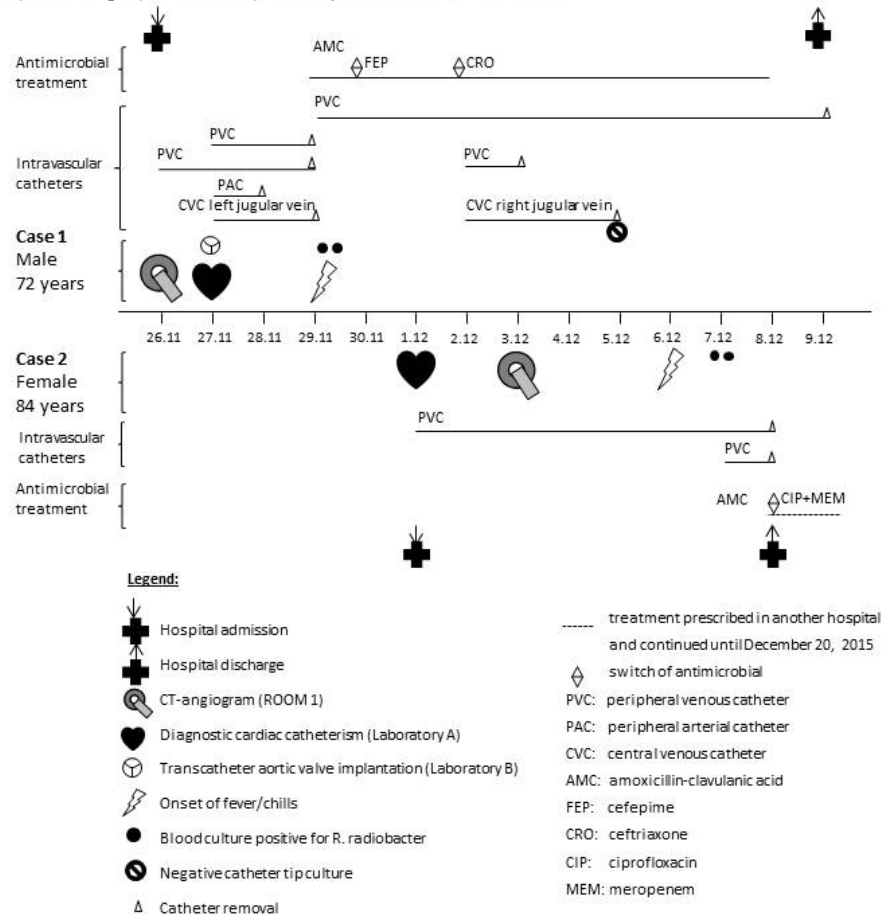 AMC
Antimicrobial treatment
FEP
CRO
PVC
PVC
PVC
PVC
Intravascular catheters
PAC
CVC left jugular vein
CVC right jugular vein
Case 1
Male
72 years
26.11 27.11 28.11 29.11 30.11 1.12 2.12 3.12 4.12 5.12 6.12 7.12 8.12 9.12
Case 2
Female
84 years
PVC
Intravascular catheters
PVC
Antimicrobial treatment
AMC
CIP+MEM
Legend:
Hospital admission
Hospital discharge
CT-angiogram (ROOM 1)
Diagnostic cardiac catheterism (Laboratory A)
Transcatheter aortic valve implantation (Laboratory B)
Onset of fever/chills
Blood culture positive for R. radiobacter
Negative catheter tip culture
Catheter removal
treatment prescribed in another hospital
and continued until December 20, 2015
switch of antimicrobial
PVC: peripheral venous catheter
PAC: peripheral arterial catheter
CVC: central venous catheter
AMC: amoxicillin-clavulanic acid
FEP: cefepime
CRO: ceftriaxone
CIP: ciprofloxacin
MEM: meropenem